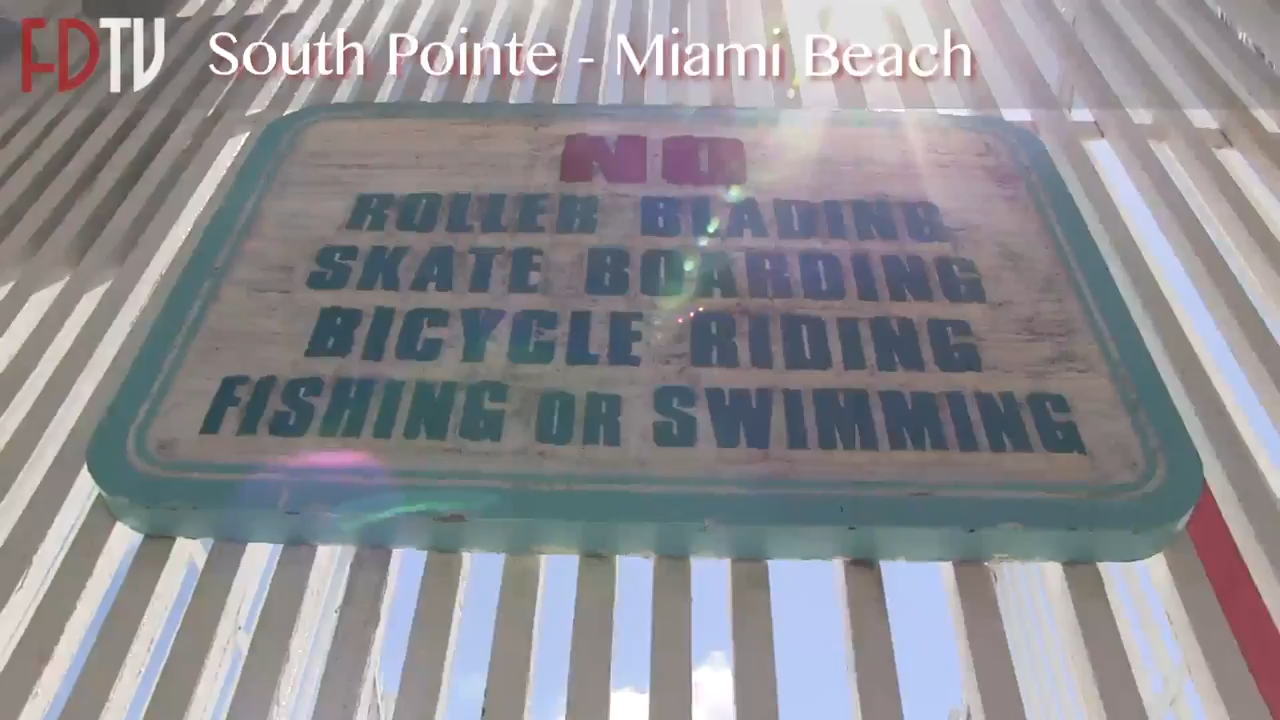 FDTV
South Pointe - Miami Beach
NO
ROLLER BLADING
SKATE BOARDING
BICYCLE RIDING
FISHING OR SWIMMING